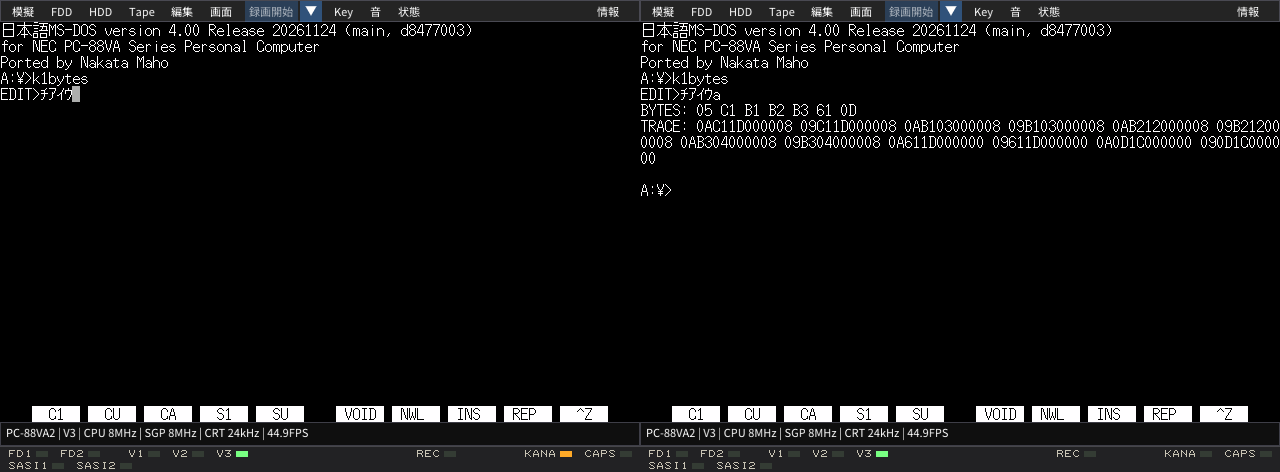 模擬 FDD HDD Tape 編集 画面 録画開始 ▼ Key 音 状態 情報
日本語MS-DOS version 4.00 Release 20261124 (main, d8477003)
for NEC PC-88VA Series Personal Computer
Ported by Nakata Maho
A:¥>k1bytes
EDIT>ﾁｱｲｳ
C1 CU CA S1 SU VOID NWL INS REP ^Z
PC-88VA2 | V3 | CPU 8MHz | SGP 8MHz | CRT 24kHz | 44.9FPS
FD1 FD2 V1 V2 V3 REC KANA CAPS
SASI1 SASI2
模擬 FDD HDD Tape 編集 画面 録画開始 ▼ Key 音 状態 情報
日本語MS-DOS version 4.00 Release 20261124 (main, d8477003)
for NEC PC-88VA Series Personal Computer
Ported by Nakata Maho
A:¥>k1bytes
EDIT>ﾁｱｲｳa
BYTES: 05 C1 B1 B2 B3 61 0D
TRACE: 0AC11D000008 09C11D000008 0AB103000008 09B103000008 0AB212000008 09B21200
0008 0AB304000008 09B304000008 0A611D000000 09611D000000 0A0D1C000000 090D1C0000
00
A:¥>
C1 CU CA S1 SU VOID NWL INS REP ^Z
PC-88VA2 | V3 | CPU 8MHz | SGP 8MHz | CRT 24kHz | 44.9FPS
FD1 FD2 V1 V2 V3 REC KANA CAPS
SASI1 SASI2